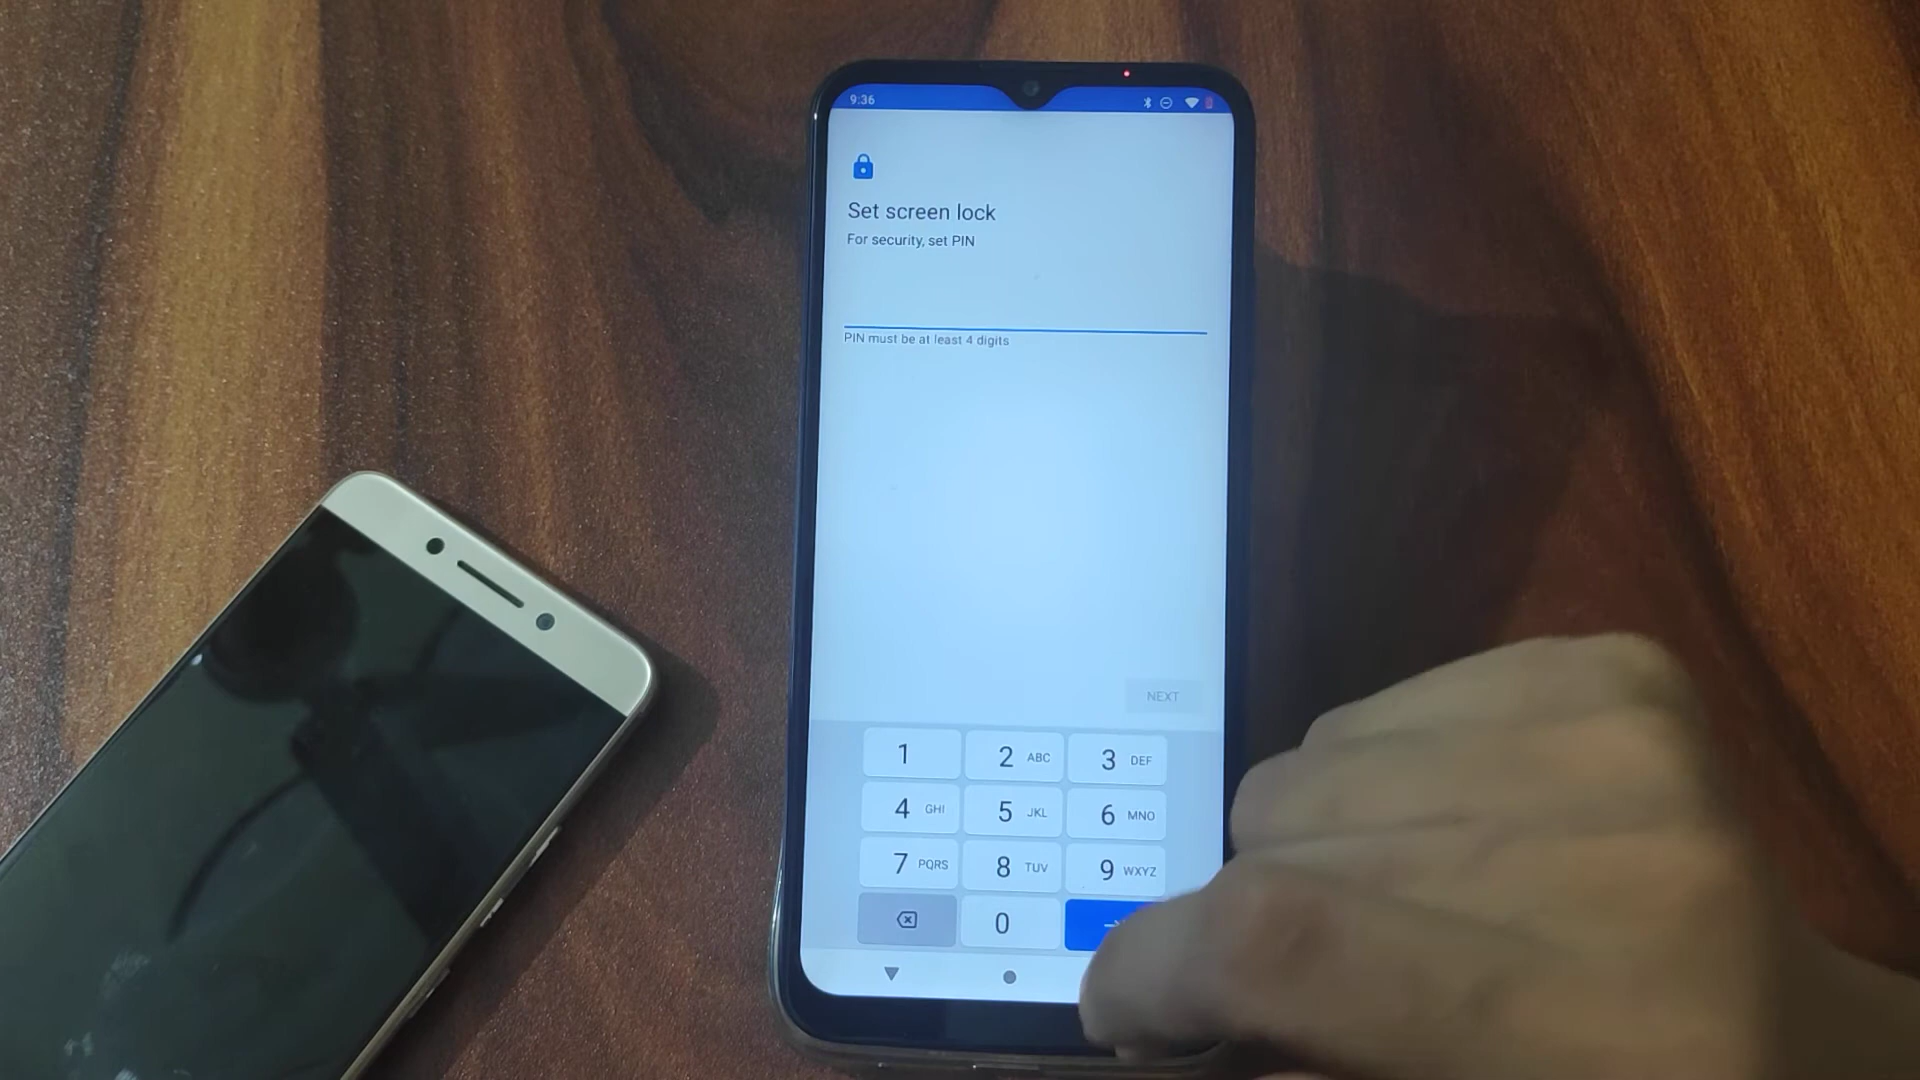 9:36
Set screen lock
For security, set PIN
PIN must be at least 4 digits
NEXT
1
2 ABC
3 DEF
4 GHI
5 JKL
6 MNO
7 PQRS
8 TUV
9 WXYZ
0